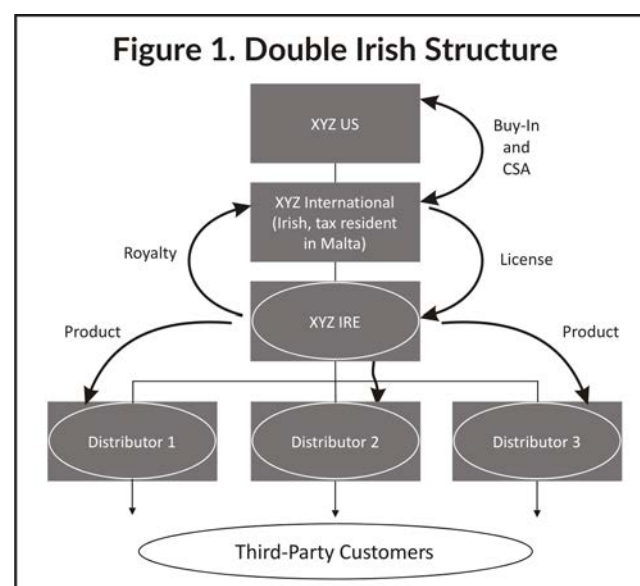 Figure 1. Double Irish Structure
XYZ US
Buy-In
and
CSA
XYZ International
(Irish, tax resident
in Malta)
Royalty
License
XYZ IRE
Product
Product
Distributor 1
Distributor 2
Distributor 3
Third-Party Customers